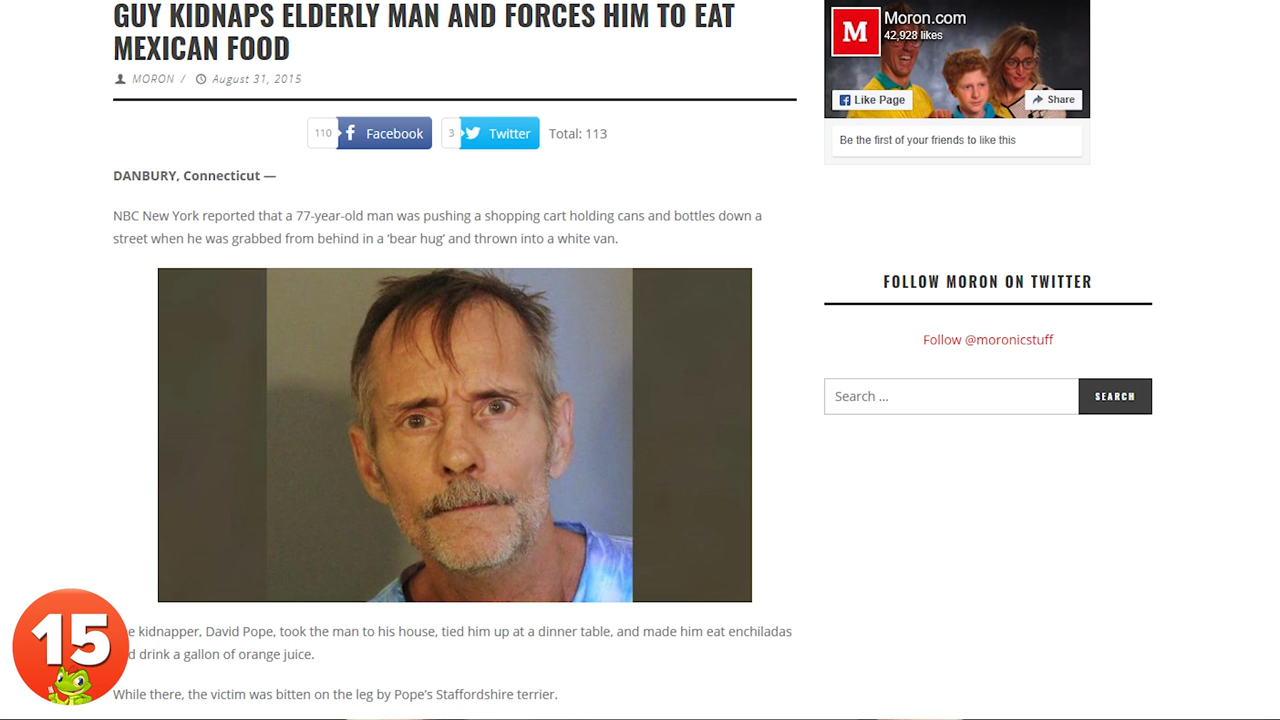 GUY KIDNAPS ELDERLY MAN AND FORCES HIM TO EAT
MEXICAN FOOD
MORON / August 31, 2015
110 Facebook 3 Twitter Total: 113
DANBURY, Connecticut —
NBC New York reported that a 77-year-old man was pushing a shopping cart holding cans and bottles down a
street when he was grabbed from behind in a ‘bear hug’ and thrown into a white van.
e kidnapper, David Pope, took the man to his house, tied him up at a dinner table, and made him eat enchiladas
d drink a gallon of orange juice.
While there, the victim was bitten on the leg by Pope’s Staffordshire terrier.
15
M
Moron.com
42,928 likes
Like Page
Share
Be the first of your friends to like this
FOLLOW MORON ON TWITTER
Follow @moronicstuff
Search ...
SEARCH